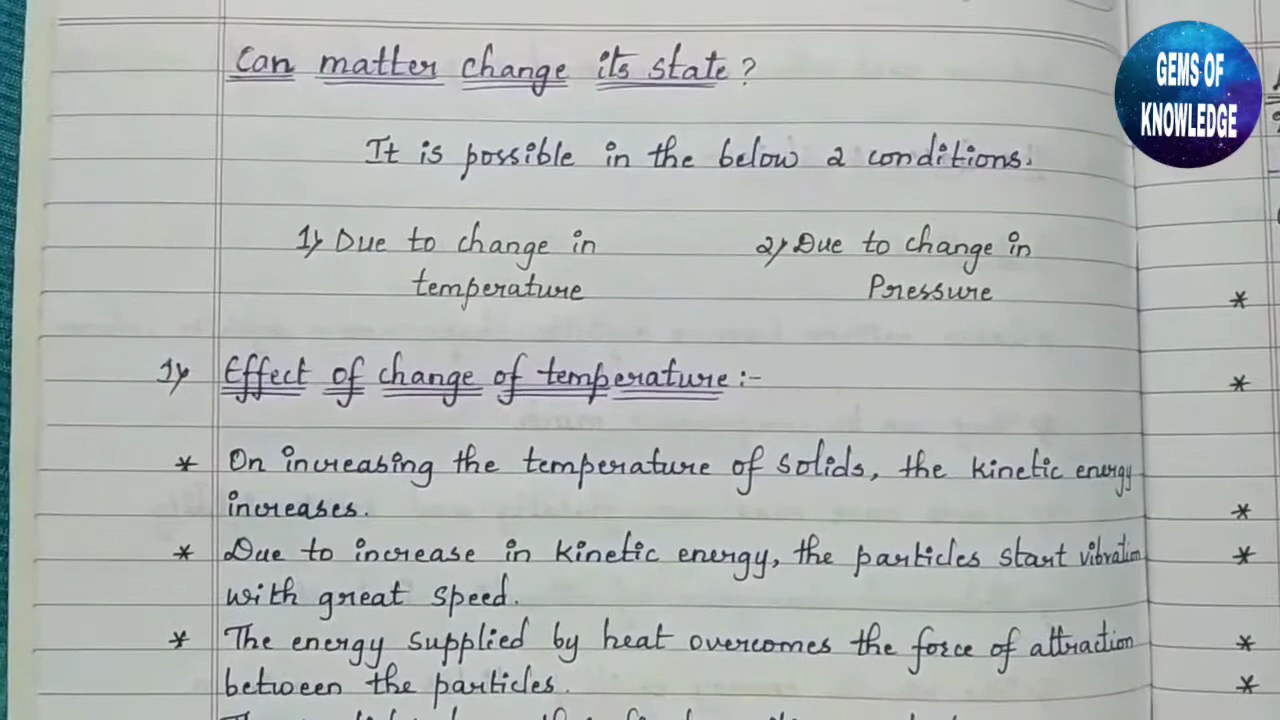 Can matter change its state?
GEMS OF
KNOWLEDGE
It is possible in the below 2 conditions.
1) Due to change in
temperature
2) Due to change in
Pressure
1) Effect of change of temperature:-
* On increasing the temperature of solids, the kinetic energy
increases.
* Due to increase in kinetic energy, the particles start vibration
with great speed.
* The energy supplied by heat overcomes the force of attraction
between the particles.